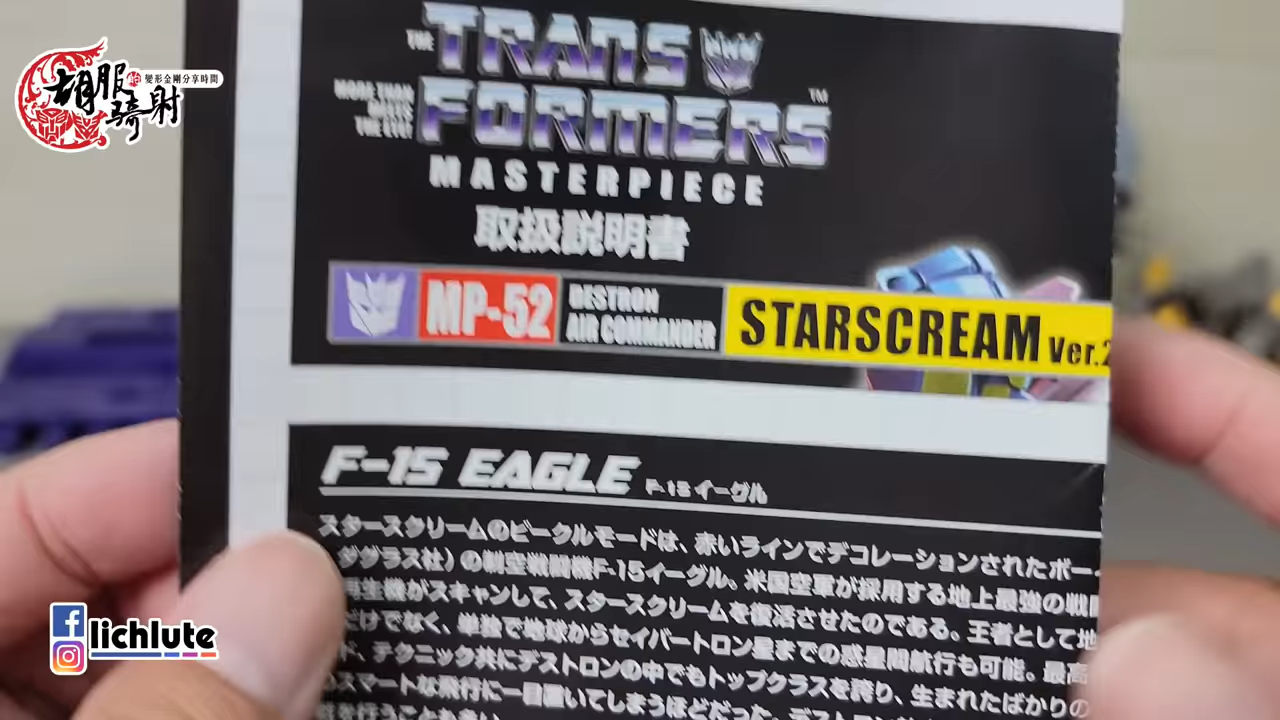 胡服騎射的變形金剛分享時間
THE TRANSFORMERS
MORE THAN
MEETS
THE EYE!
TM
MASTERPIECE
取扱説明書
MP-52
DESTRON
AIR COMMANDER
STARSCREAM ver.2
F-15 EAGLE F-15 イーグル
スタースクリームのビークルモードは、赤いラインでデコレーションされたボー
ダグラス社）の制空戦闘機F-15イーグル。米国空軍が採用する地上最強の戦
再生機がスキャンして、スタースクリームを復活させたのである。王者として地
だけでなく、単独で地球からセイバートロン星までの惑星間航行も可能。最高
ド、テクニック共にデストロンの中でもトップクラスを誇り、生まれたばかりの
スマートな飛行に一目置いてしまうほどだった。デストロン
を行うことも多い
lichlute